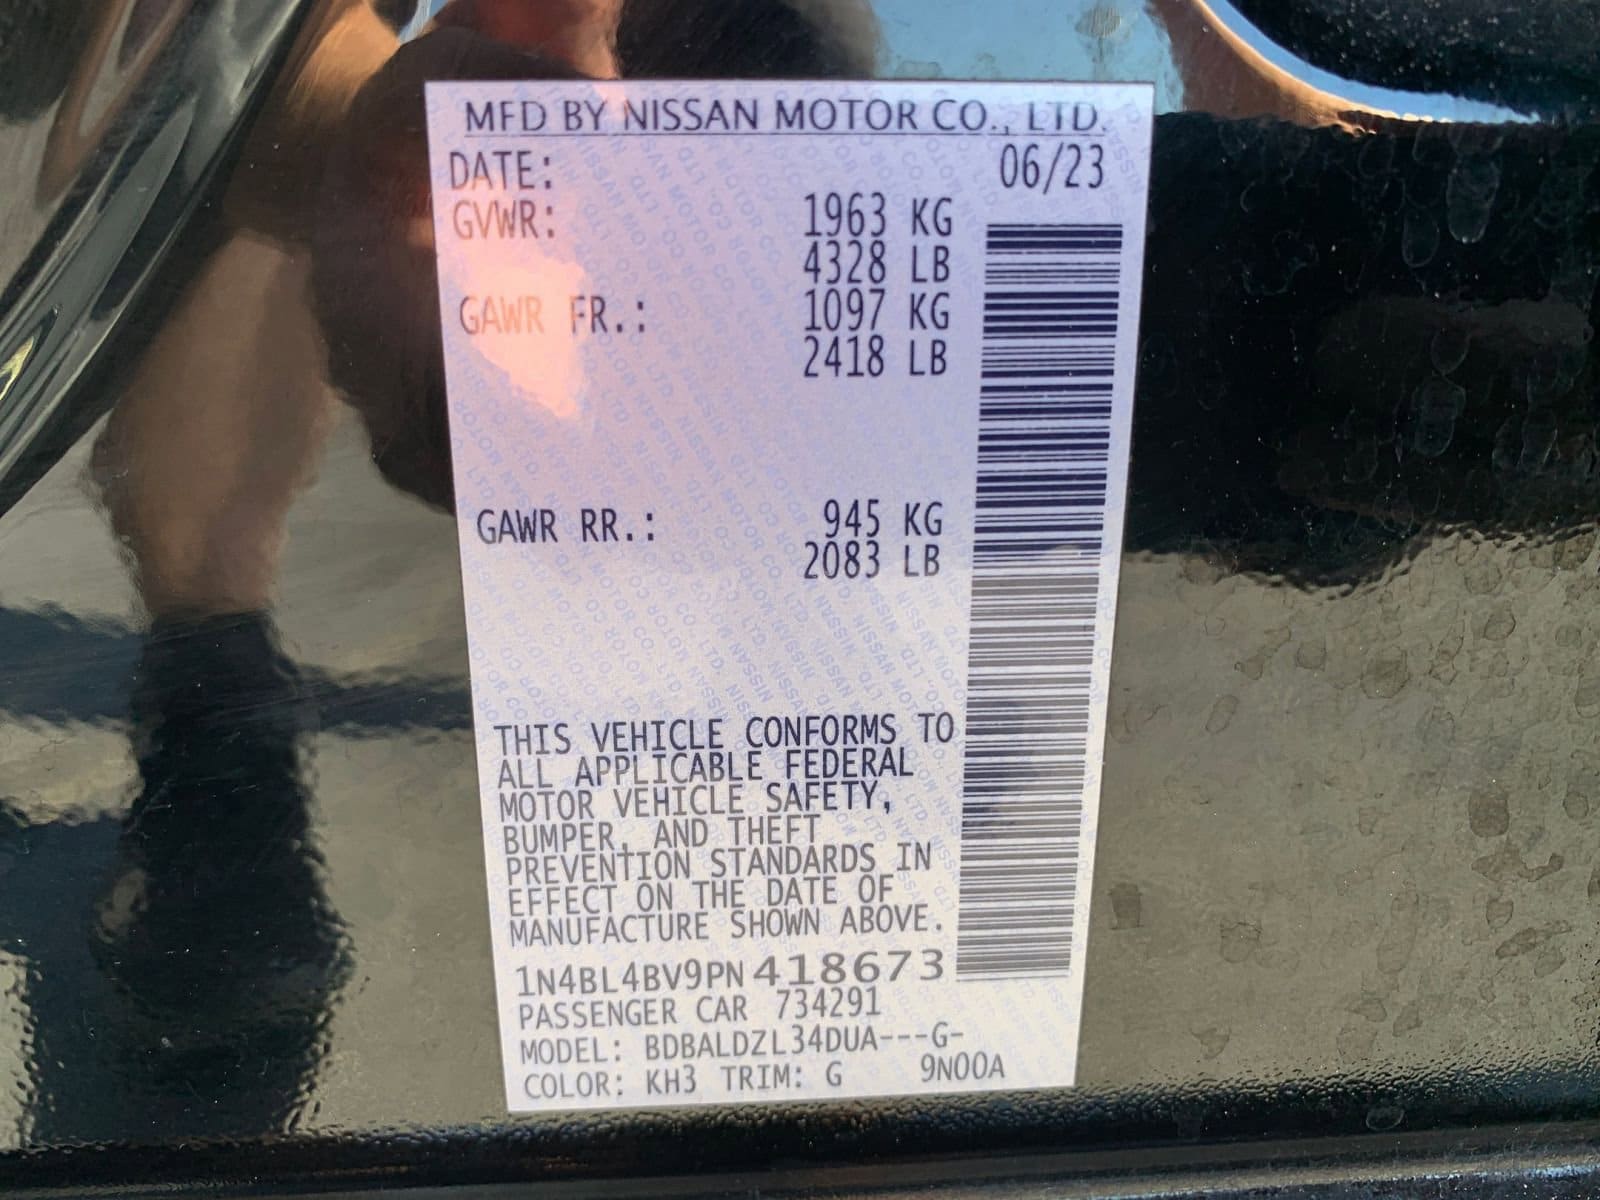 MFD BY NISSAN MOTOR CO., LTD.
DATE: 06/23
GVWR: 1963 KG
4328 LB
GAWR FR.: 1097 KG
2418 LB
GAWR RR.: 945 KG
2083 LB
THIS VEHICLE CONFORMS TO
ALL APPLICABLE FEDERAL
MOTOR VEHICLE SAFETY,
BUMPER, AND THEFT
PREVENTION STANDARDS IN
EFFECT ON THE DATE OF
MANUFACTURE SHOWN ABOVE.
1N4BL4BV9PN418673
PASSENGER CAR 734291
MODEL: BDBALDZL34DUA---G-
COLOR: KH3 TRIM: G 9N00A